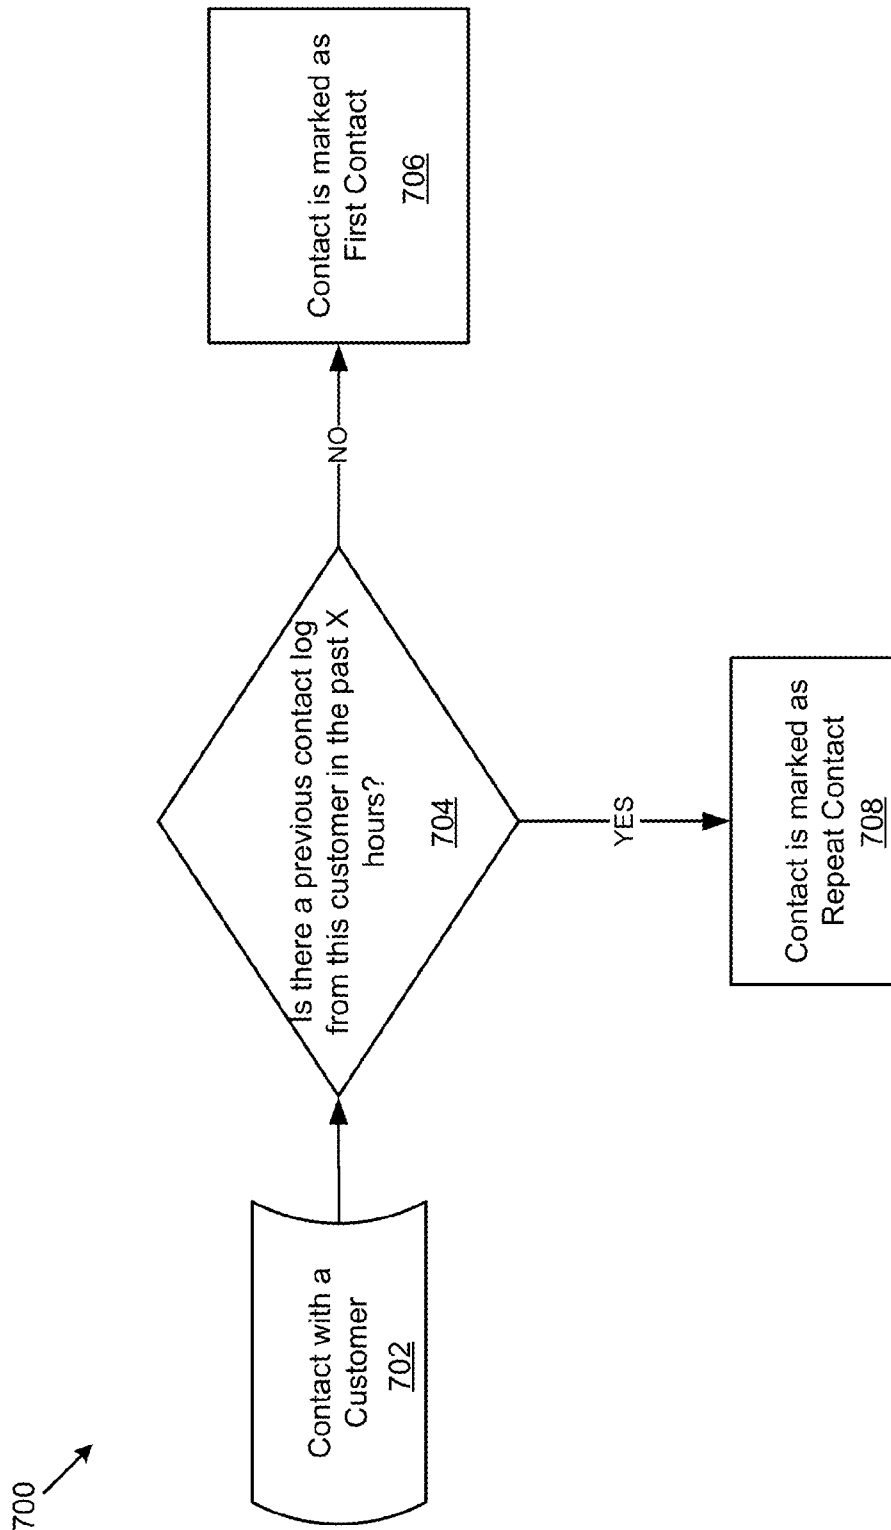 700
Contact with a
Customer
702
Is there a previous contact log
from this customer in the past X
hours?
704
NO
Contact is marked as
First Contact
706
YES
Contact is marked as
Repeat Contact
708